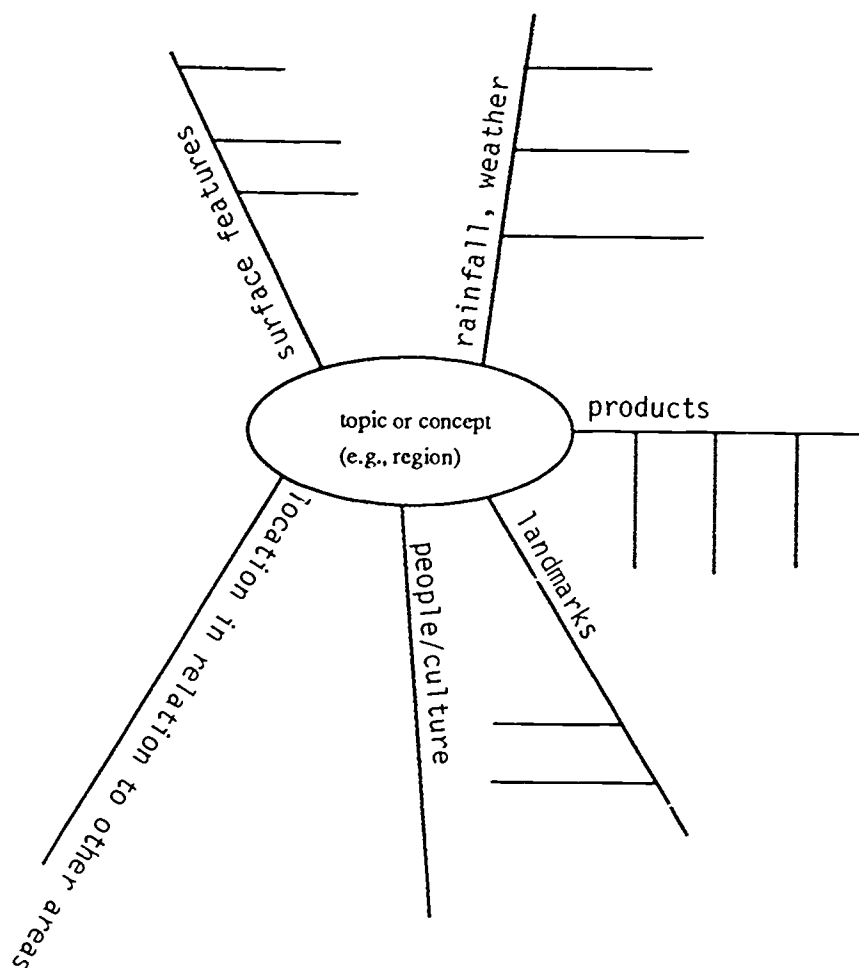 surface features
rainfall, weather
topic or concept
(e.g., region)
products
landmarks
people/culture
location in relation to other areas